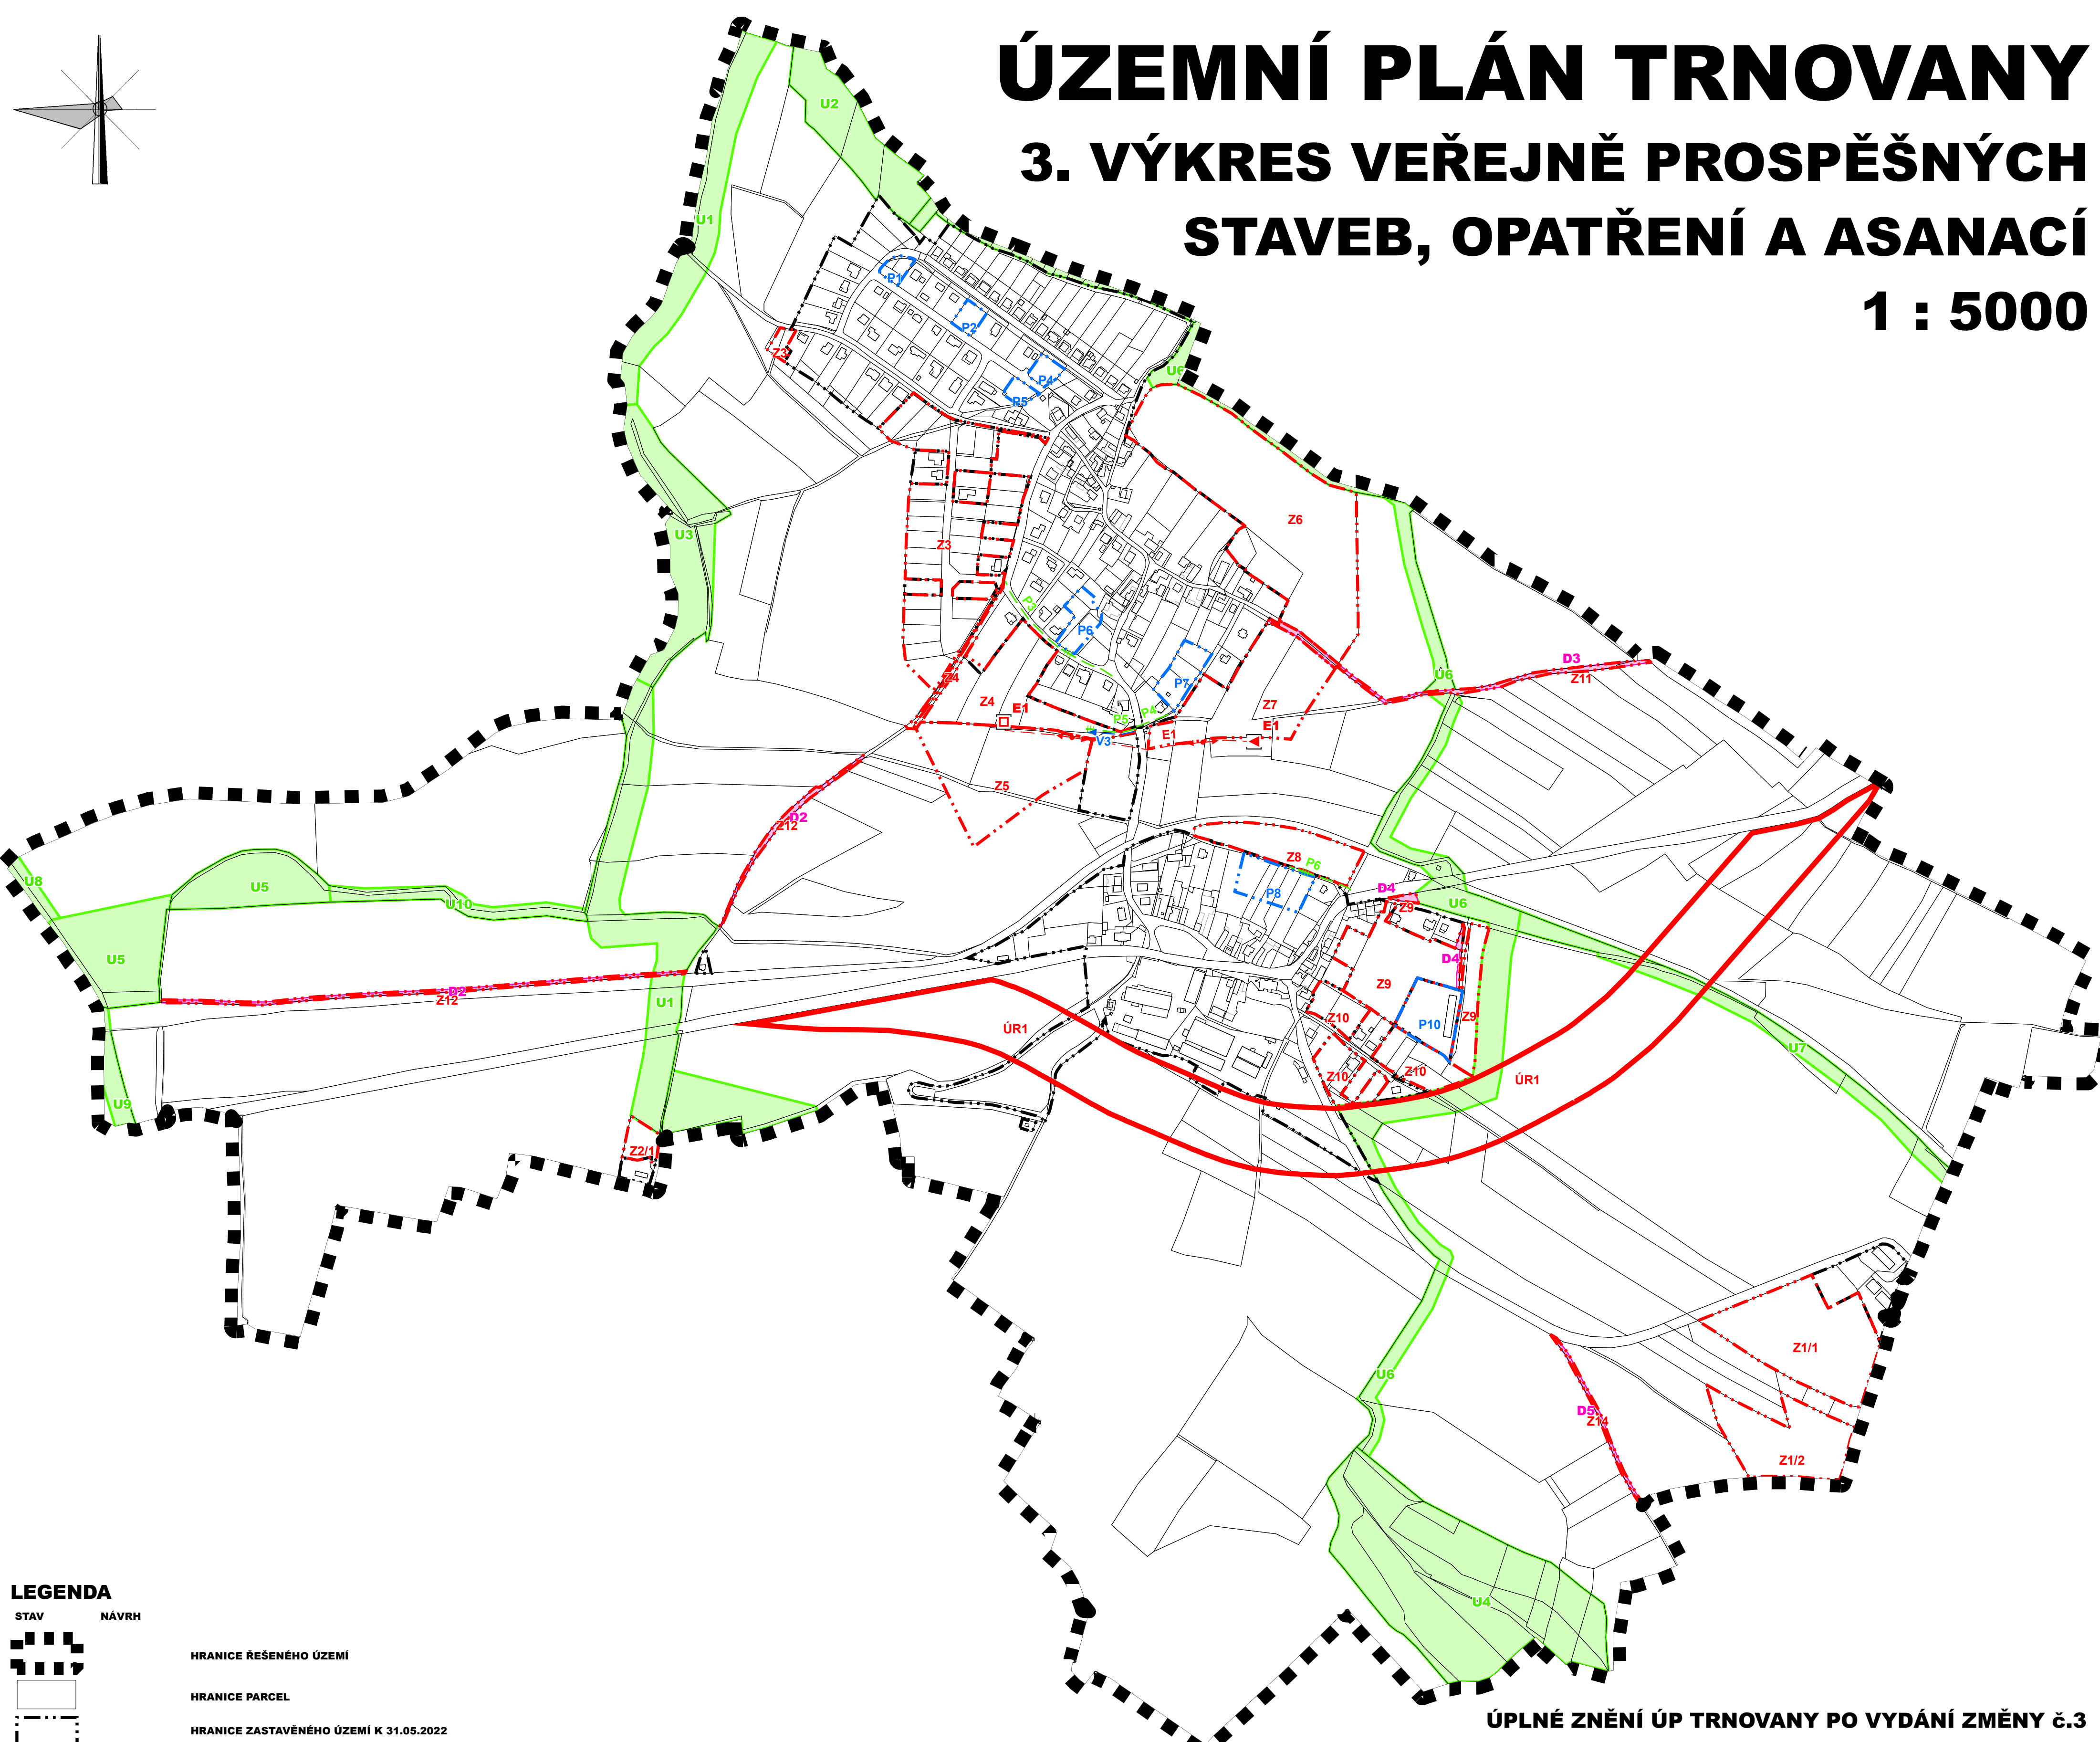 ÚZEMNÍ PLÁN TRNOVANY
3. VÝKRES VEŘEJNĚ PROSPĚŠNÝCH
STAVEB, OPATŘENÍ A ASANACÍ
1 : 5000
U2
U1
P1
P2
Z3
P4
P5
U6
Z6
U3
Z3
P3
P6
D3
Z11
U6
P7
Z4
Z4
E1
Z7
P5
P4
E1
E1
V3
Z5
D2
Z12
Z8
P6
U8
U5
P8
D4
U10
Z9
U6
U5
D4
Z9
D2
Z12
U1
Z10
P10
Z9
ÚR1
U7
Z10
Z10
ÚR1
U9
Z2/1
Z1/1
U6
D5
Z14
Z1/2
U4
LEGENDA
STAV NÁVRH
HRANICE ŘEŠENÉHO ÚZEMÍ
HRANICE PARCEL
HRANICE ZASTAVĚNÉHO ÚZEMÍ K 31.05.2022
ÚPLNÉ ZNĚNÍ ÚP TRNOVANY PO VYDÁNÍ ZMĚNY č.3